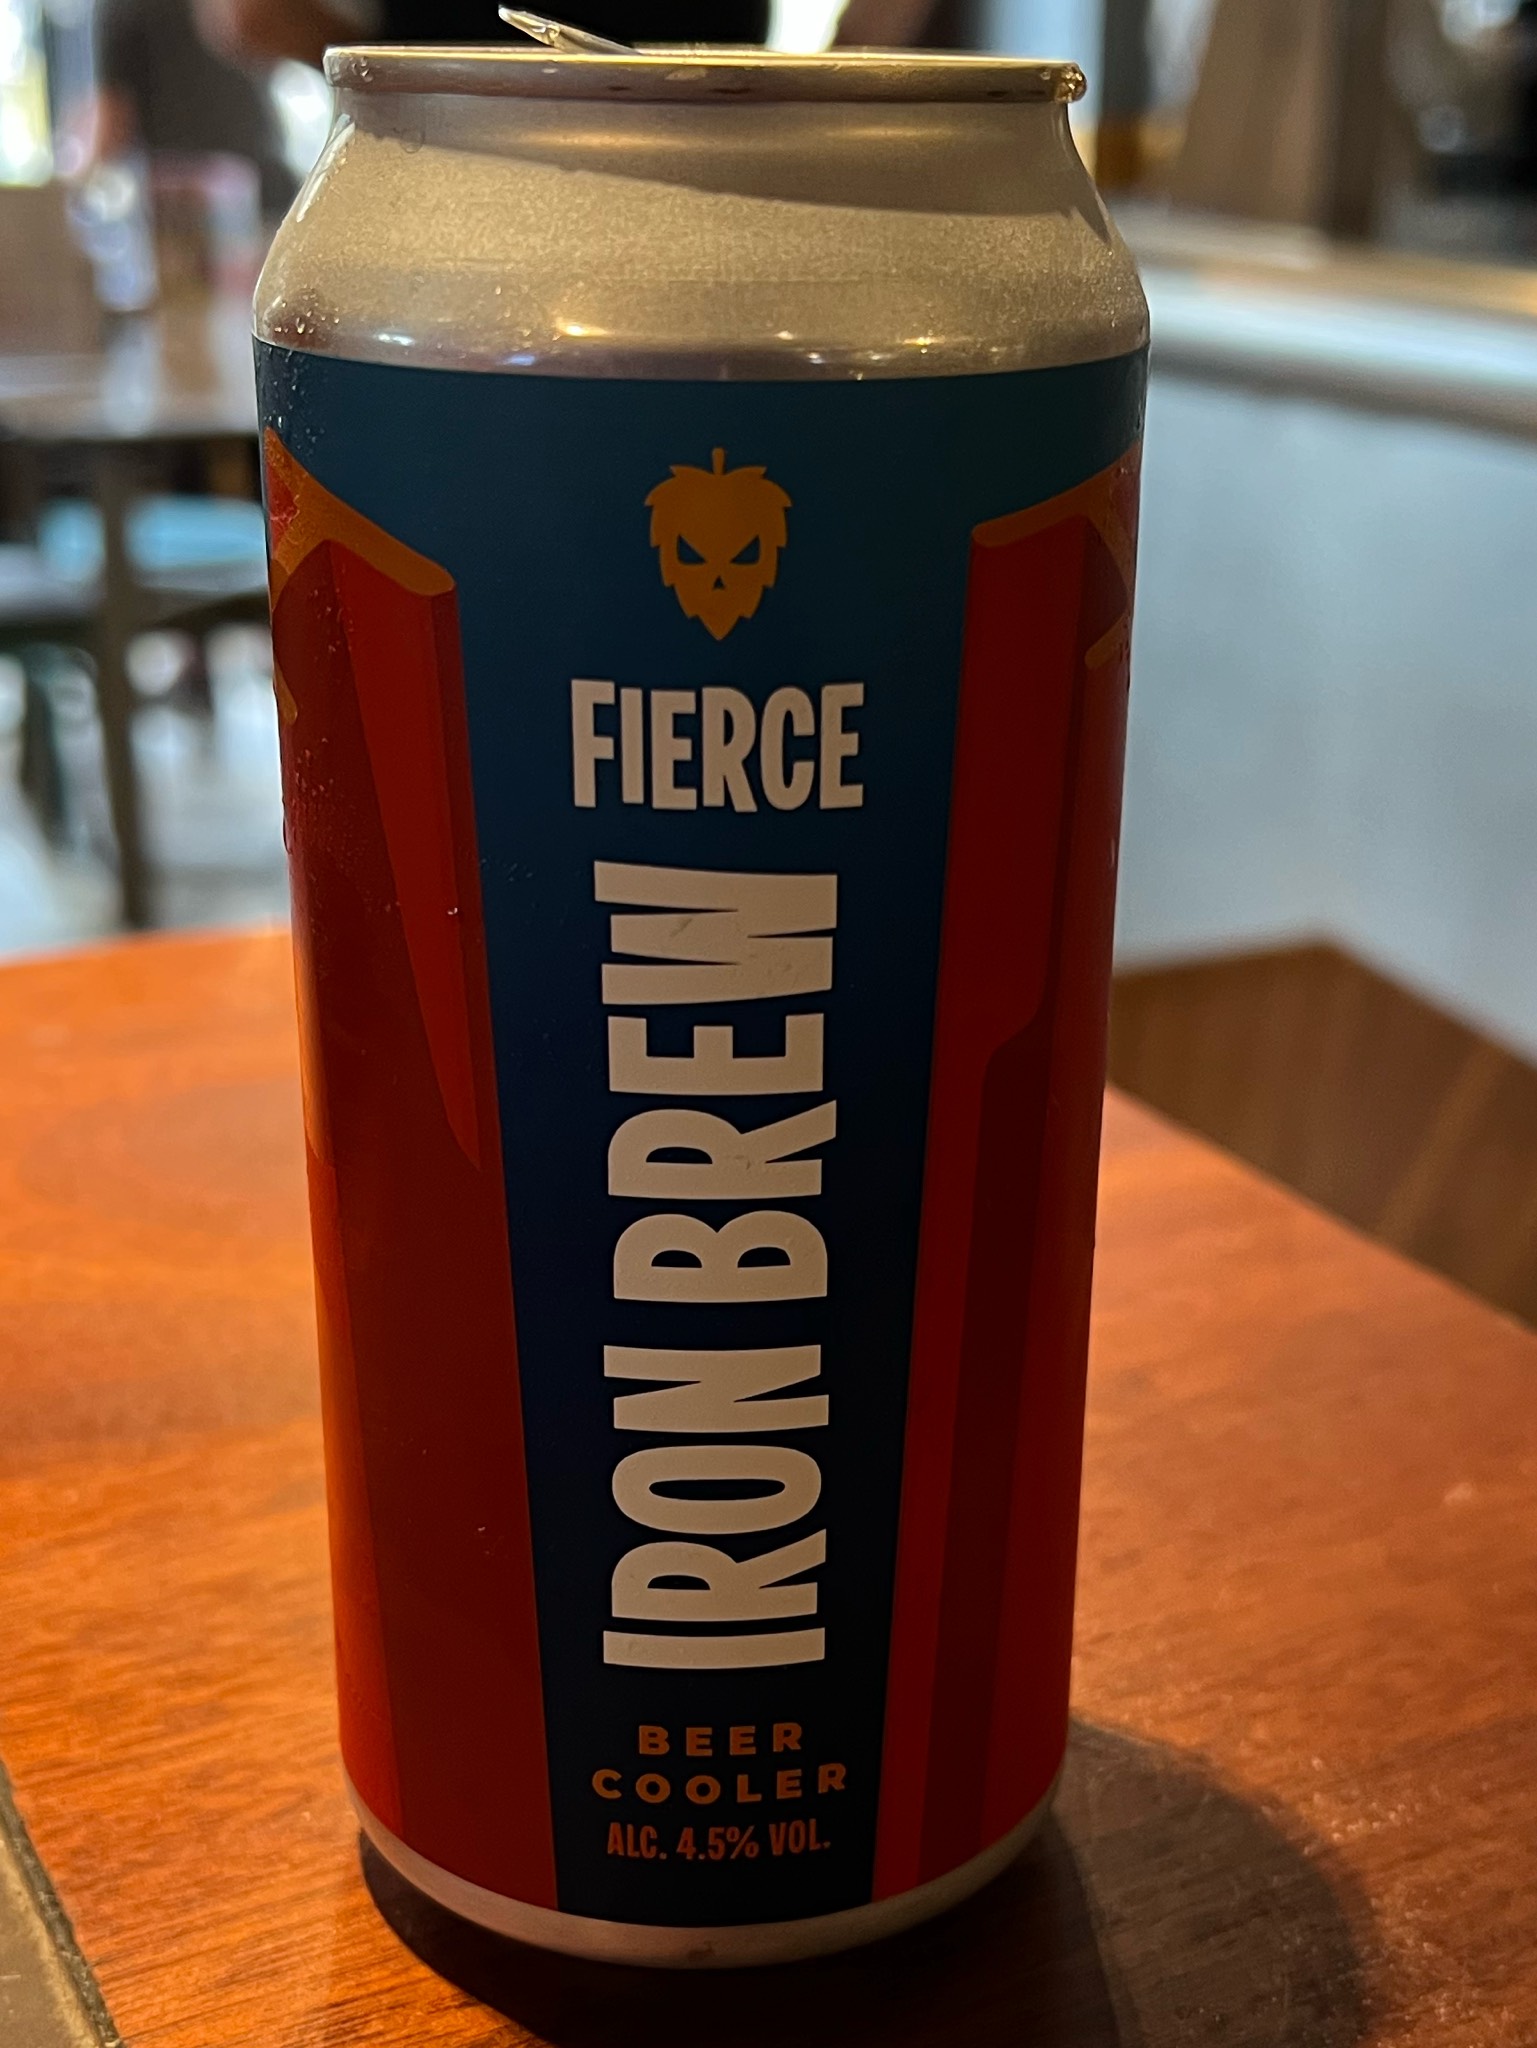 FIERCE
IRON BREW
BEER
COOLER
ALC. 4.5% VOL.